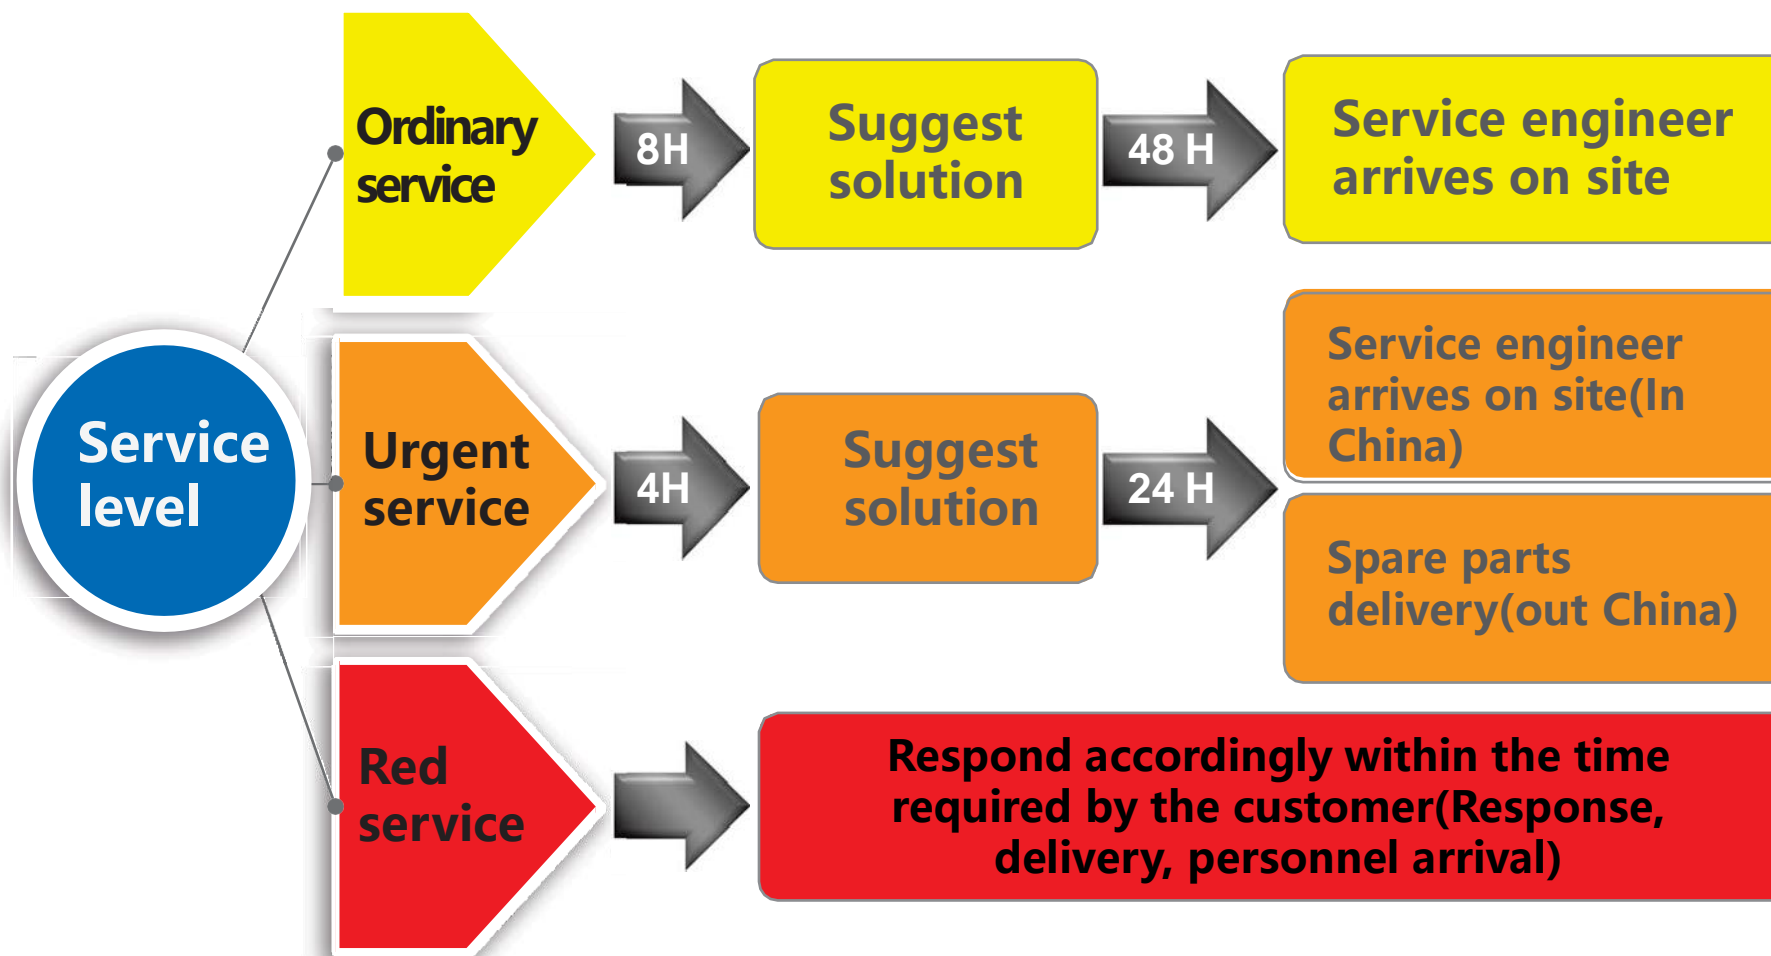 Service
level
Ordinary
service
8H
Suggest
solution
48 H
Service engineer
arrives on site
Urgent
service
4H
Suggest
solution
24 H
Service engineer
arrives on site(In
China)
Spare parts
delivery(out China)
Red
service
Respond accordingly within the time
required by the customer(Response,
delivery, personnel arrival)